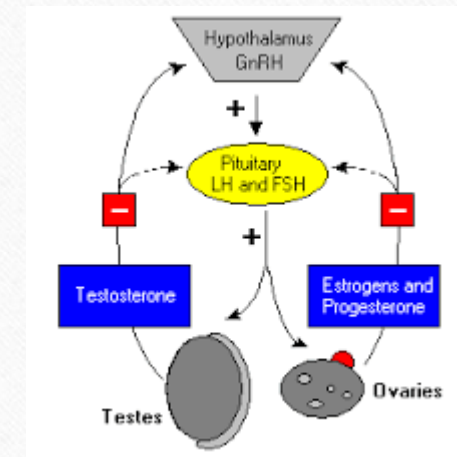 Hypothalamus
GnRH
+
Pituitary
LH and FSH
−
−
+
Testosterone
Estrogens and
Progesterone
Ovaries
Testes